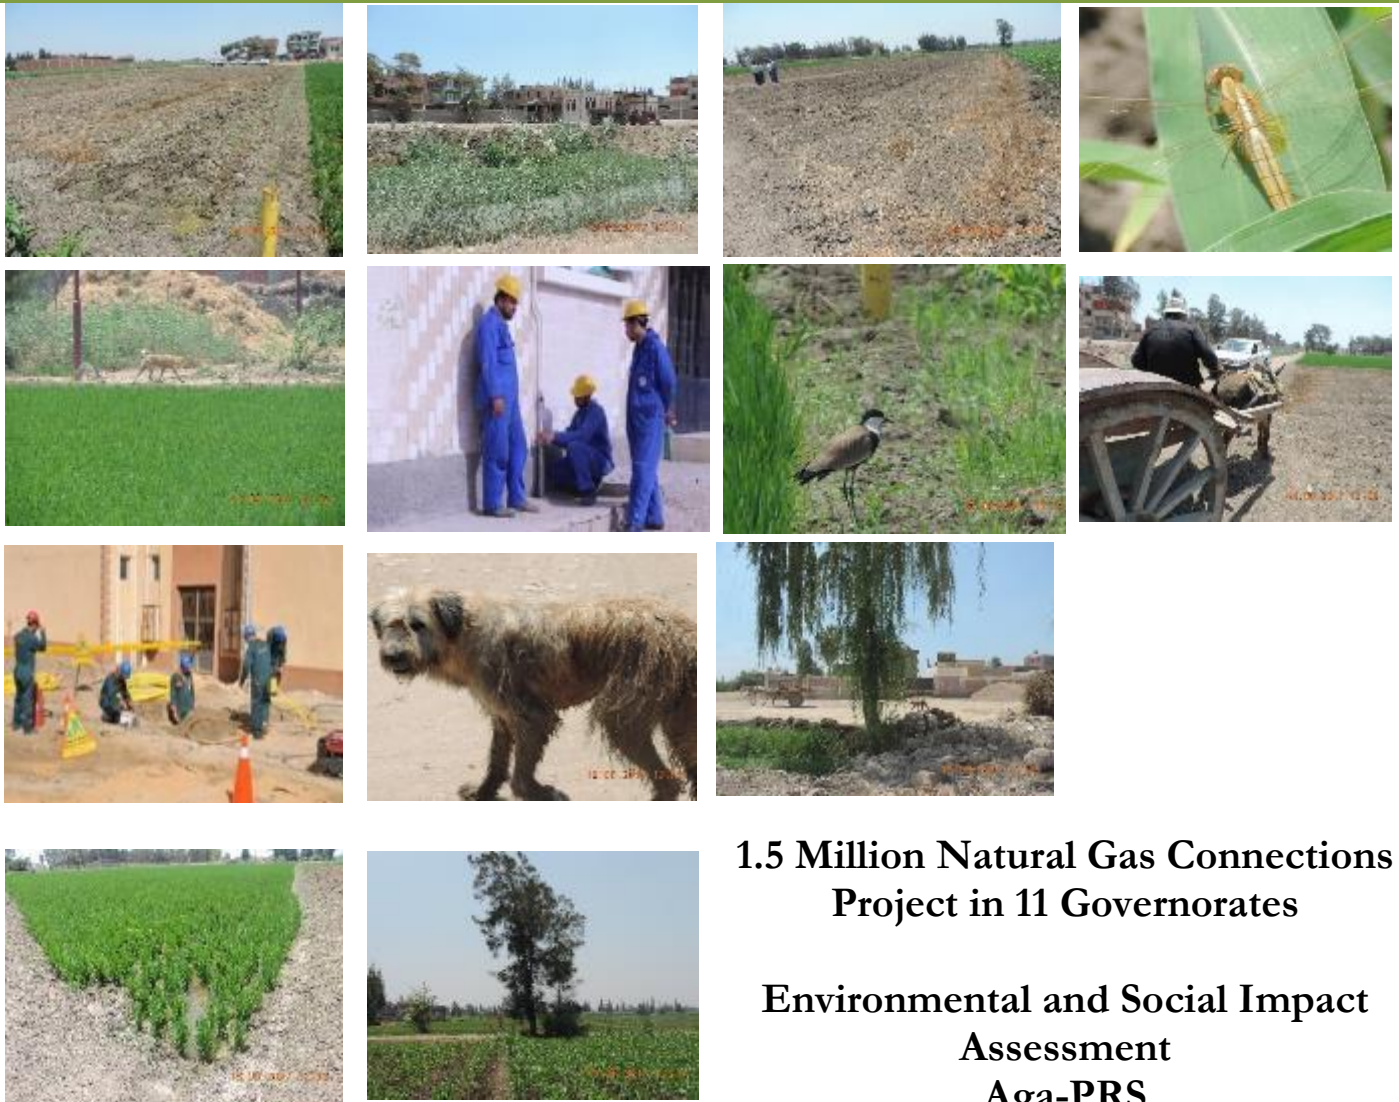 1.5 Million Natural Gas Connections
Project in 11 Governorates
Environmental and Social Impact
Assessment
Aga-PRS